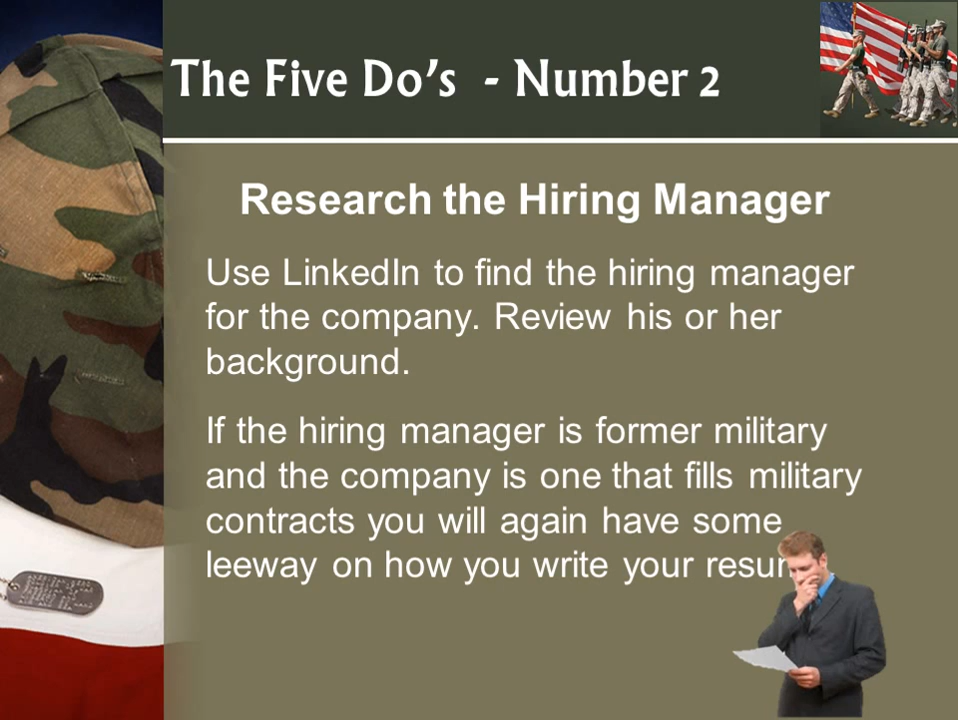 The Five Do’s - Number 2
Research the Hiring Manager
Use LinkedIn to find the hiring manager
for the company. Review his or her
background.
If the hiring manager is former military
and the company is one that fills military
contracts you will again have some
leeway on how you write your